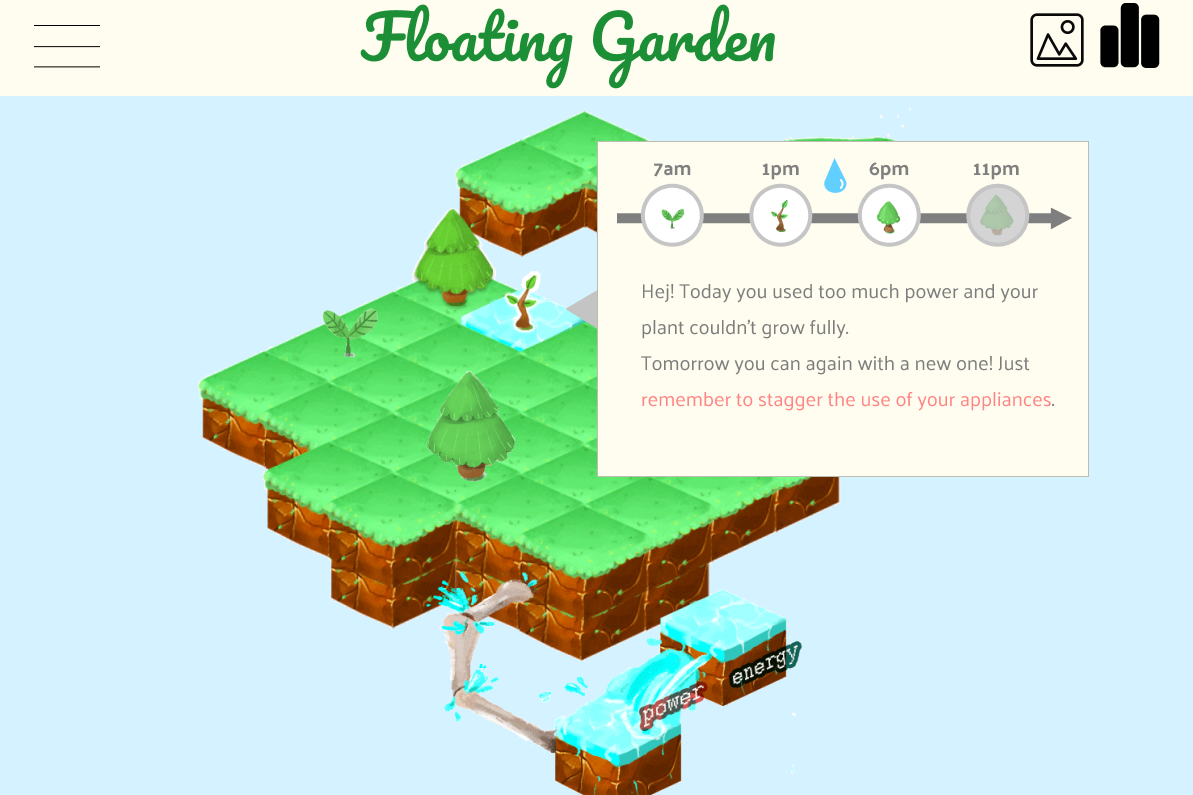 Floating Garden
7am 1pm 6pm 11pm
Hej! Today you used too much power and your
plant couldn't grow fully.
Tomorrow you can again with a new one! Just
remember to stagger the use of your appliances.
energy
power